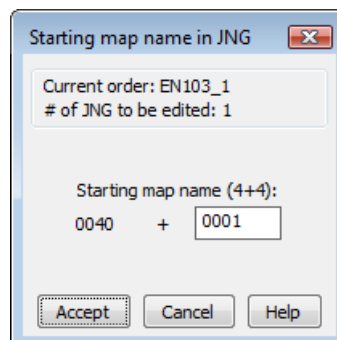 Starting map name in JNG
Current order: EN103_1
# of JNG to be edited: 1
Starting map name (4+4):
0040 + 0001
Accept Cancel Help